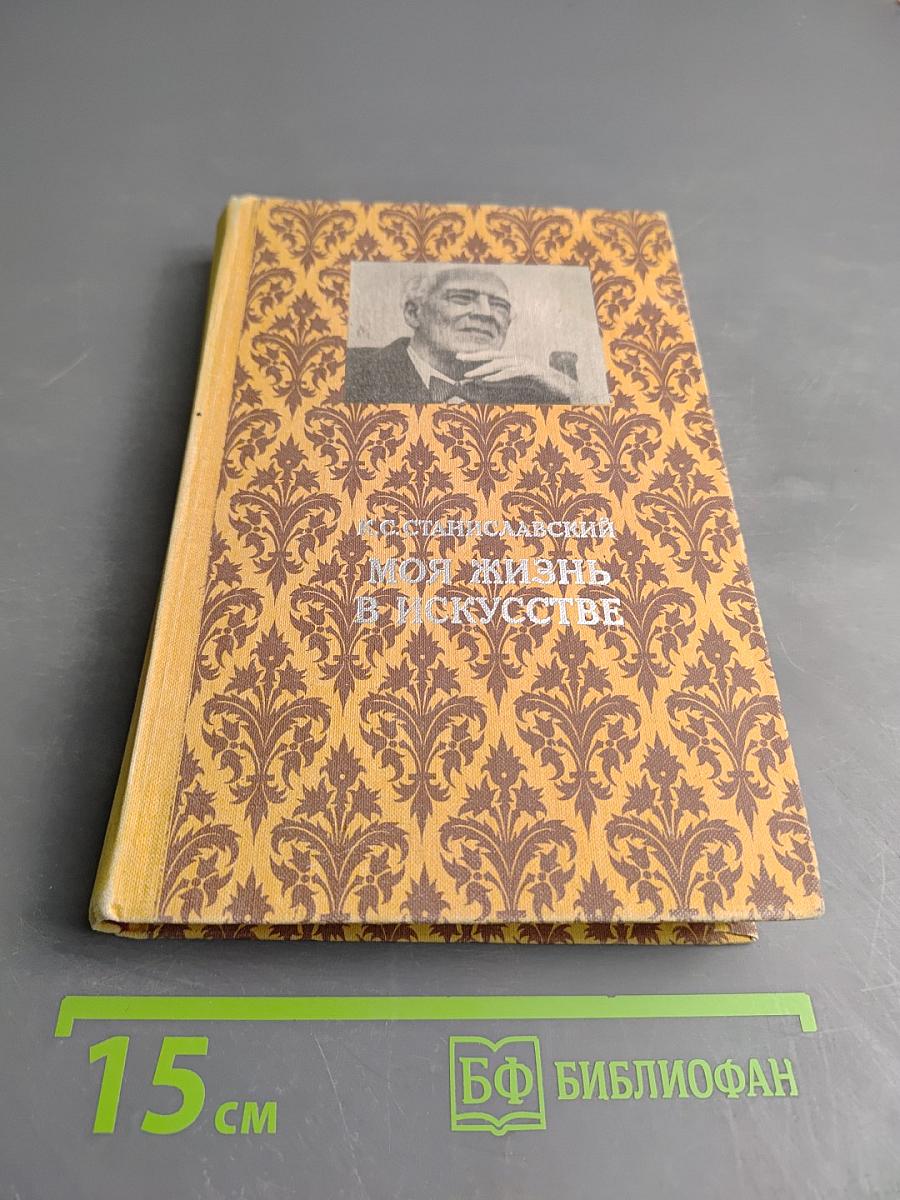 К.С.СТАНИСЛАВСКИЙ
МОЯ ЖИЗНЬ
В ИСКУССТВЕ
15 см
БФ БИБЛИОФАН